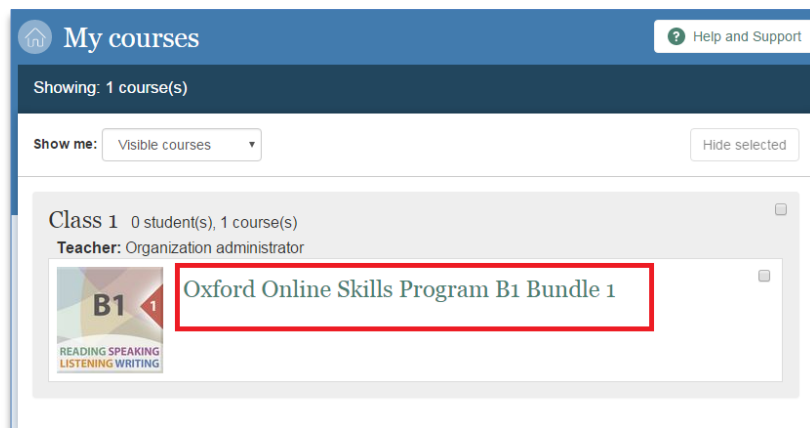 My courses
Help and Support
Showing: 1 course(s)
Show me: Visible courses
Hide selected
Class 1 0 student(s), 1 course(s)
Teacher: Organization administrator
B1 1
Oxford Online Skills Program B1 Bundle 1
READING SPEAKING
LISTENING WRITING